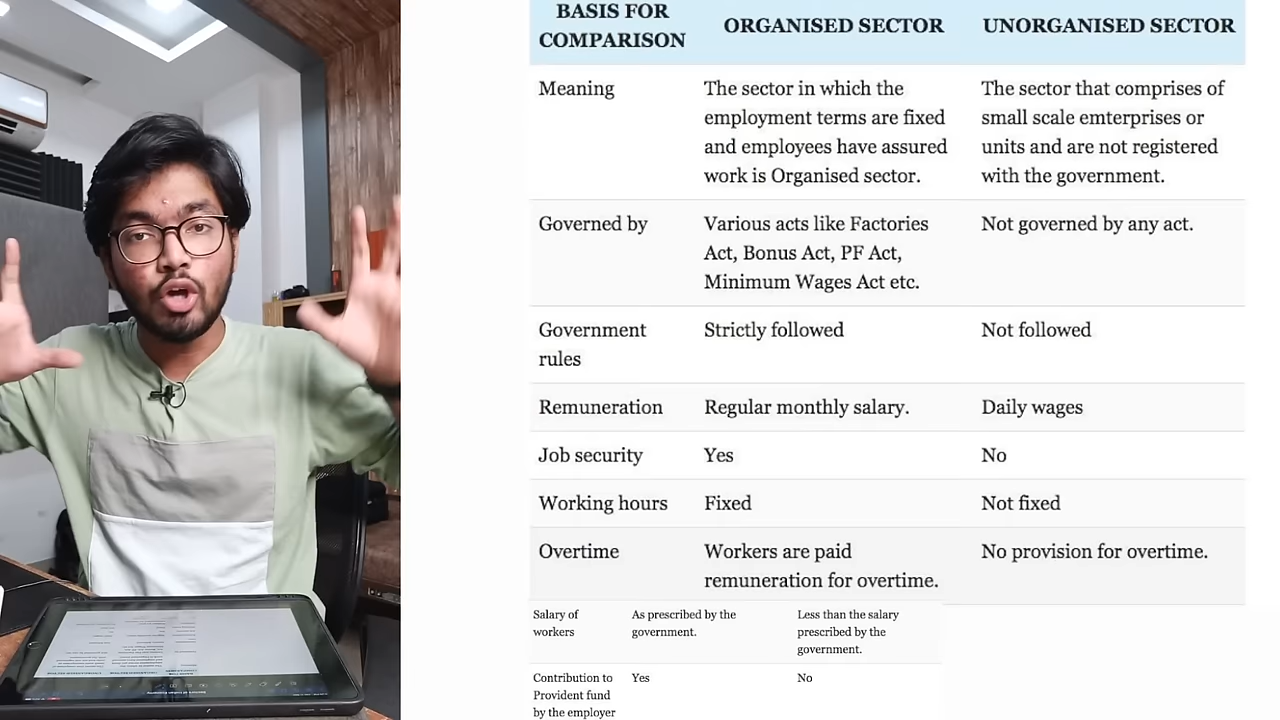 BASIS FOR
COMPARISON
ORGANISED SECTOR
UNORGANISED SECTOR
Meaning
The sector in which the
employment terms are fixed
and employees have assured
work is Organised sector.
The sector that comprises of
small scale emterprises or
units and are not registered
with the government.
Governed by
Various acts like Factories
Act, Bonus Act, PF Act,
Minimum Wages Act etc.
Not governed by any act.
Government
rules
Strictly followed
Not followed
Remuneration
Regular monthly salary.
Daily wages
Job security
Yes
No
Working hours
Fixed
Not fixed
Overtime
Workers are paid
remuneration for overtime.
No provision for overtime.
Salary of
workers
As prescribed by the
government.
Less than the salary
prescribed by the
government.
Contribution to
Provident fund
by the employer
Yes
No